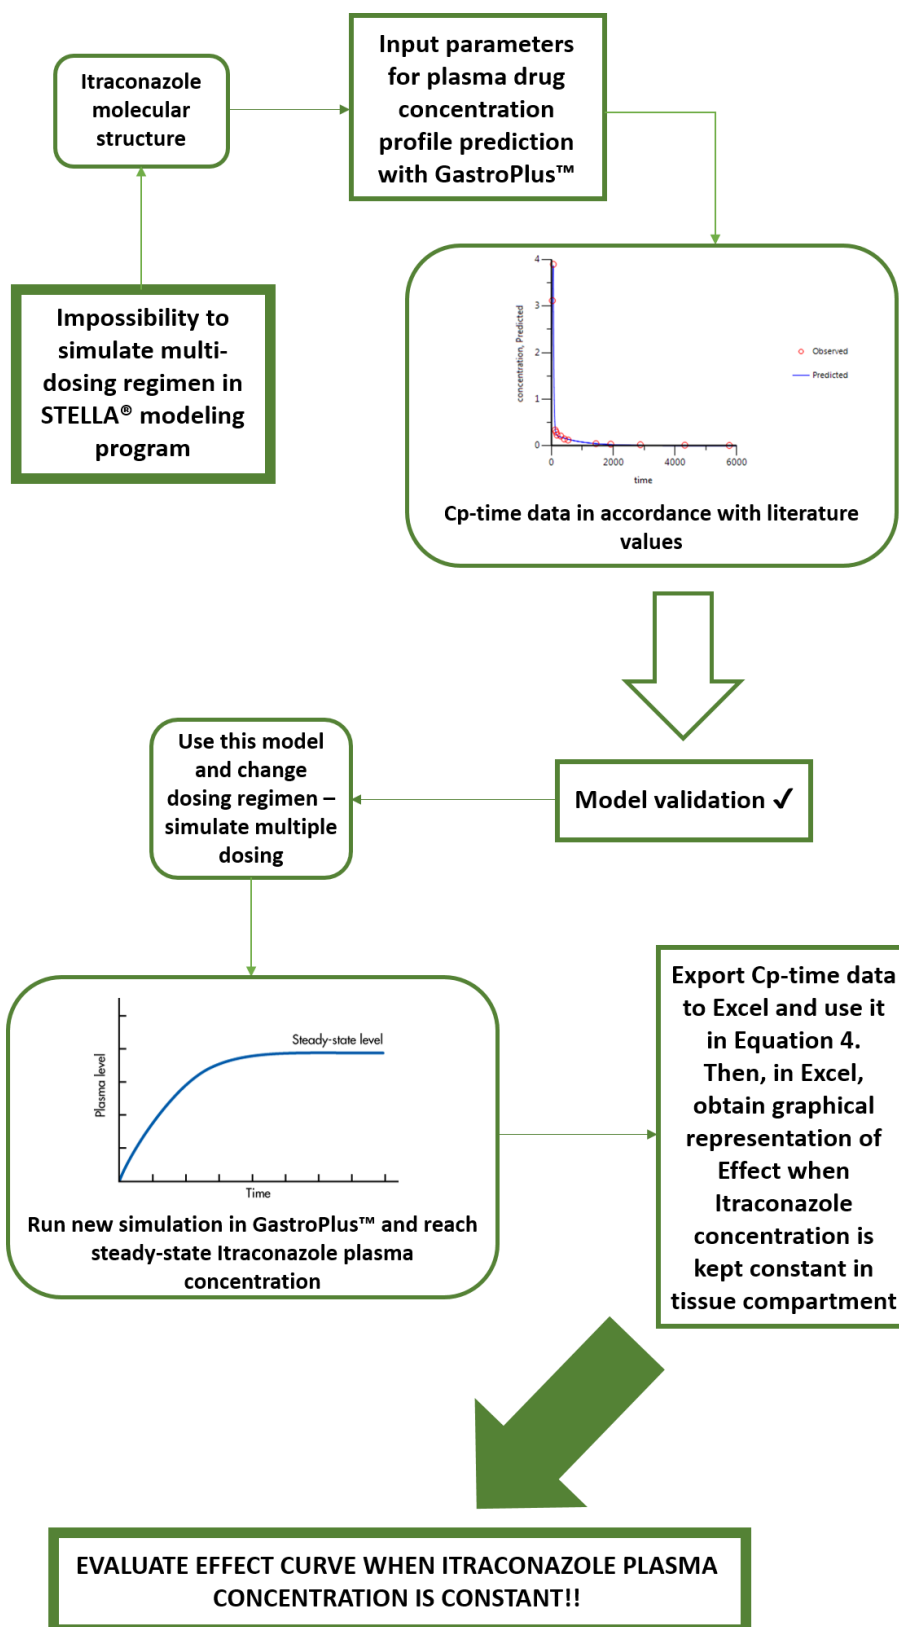 Itraconazole
molecular
structure
Input parameters
for plasma drug
concentration
profile prediction
with GastroPlus™
Impossibility to
simulate multi-
dosing regimen in
STELLA® modeling
program
4
3
2
1
0
concentration, Predicted
0
2000
4000
6000
time
Observed
Predicted
Cp-time data in accordance with literature
values
Model validation ✓
Use this model
and change
dosing regimen –
simulate multiple
dosing
Plasma level
Steady-state level
Time
Run new simulation in GastroPlus™ and reach
steady-state Itraconazole plasma
concentration
Export Cp-time data
to Excel and use it
in Equation 4.
Then, in Excel,
obtain graphical
representation of
Effect when
Itraconazole
concentration is
kept constant in
tissue compartment
EVALUATE EFFECT CURVE WHEN ITRACONAZOLE PLASMA
CONCENTRATION IS CONSTANT!!